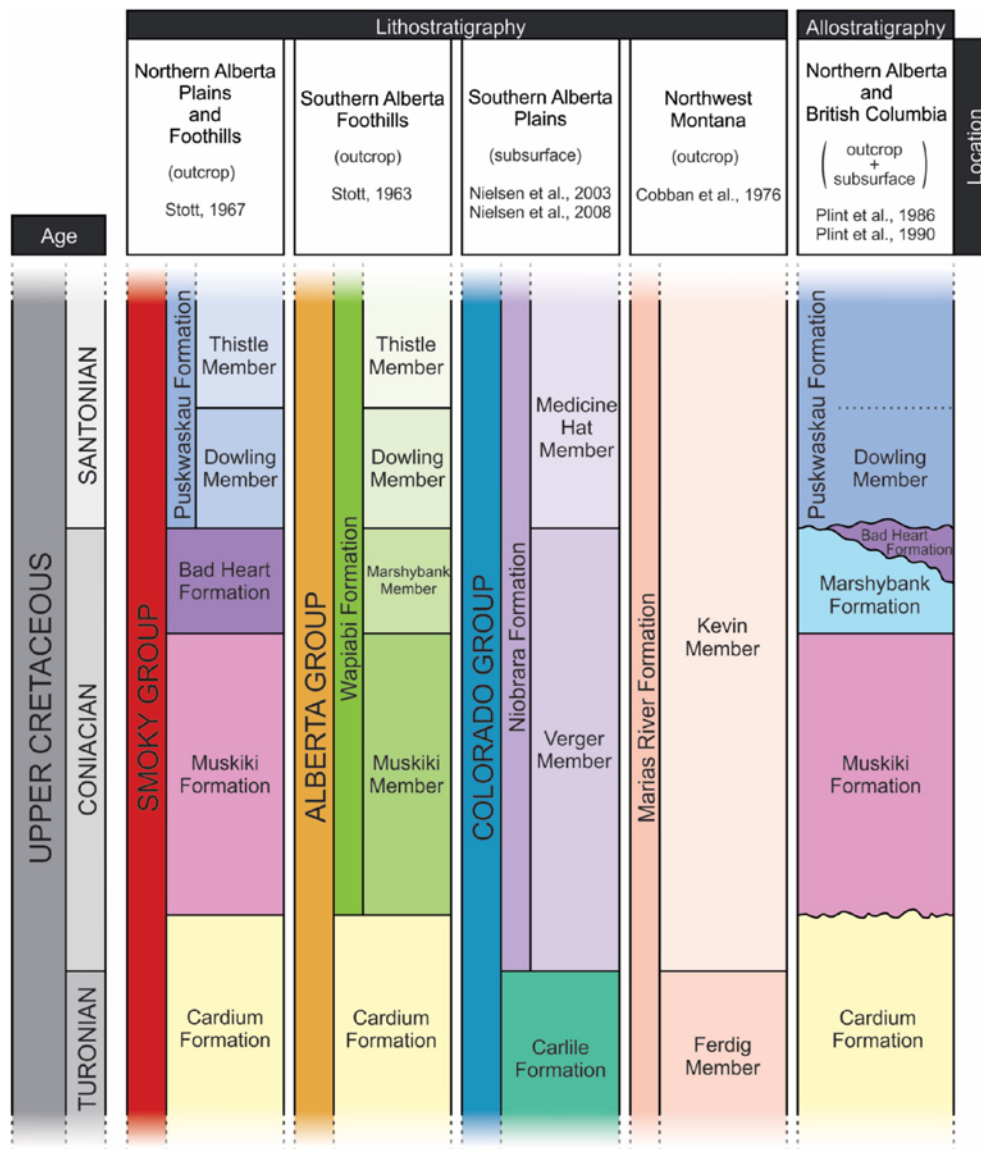 Lithostratigraphy
Allostratigraphy
Location
Age
Northern Alberta
Plains
and
Foothills
(outcrop)
Stott, 1967
Southern Alberta
Foothills
(outcrop)
Stott, 1963
Southern Alberta
Plains
(subsurface)
Nielsen et al., 2003
Nielsen et al., 2008
Northwest
Montana
(outcrop)
Cobban et al., 1976
Northern Alberta
and
British Columbia
( outcrop
+
subsurface )
Plint et al., 1986
Plint et al., 1990
UPPER CRETACEOUS
SANTONIAN
CONIACIAN
TURONIAN
SMOKY GROUP
Puskwaskau Formation
Thistle
Member
Dowling
Member
Bad Heart
Formation
Muskiki
Formation
Cardium
Formation
ALBERTA GROUP
Wapiabi Formation
Thistle
Member
Dowling
Member
Marshybank
Member
Muskiki
Member
Cardium
Formation
COLORADO GROUP
Niobrara Formation
Medicine
Hat
Member
Verger
Member
Carlile
Formation
Marias River Formation
Kevin
Member
Ferdig
Member
Puskwaskau Formation
Dowling
Member
Bad Heart
Formation
Marshybank
Formation
Muskiki
Formation
Cardium
Formation